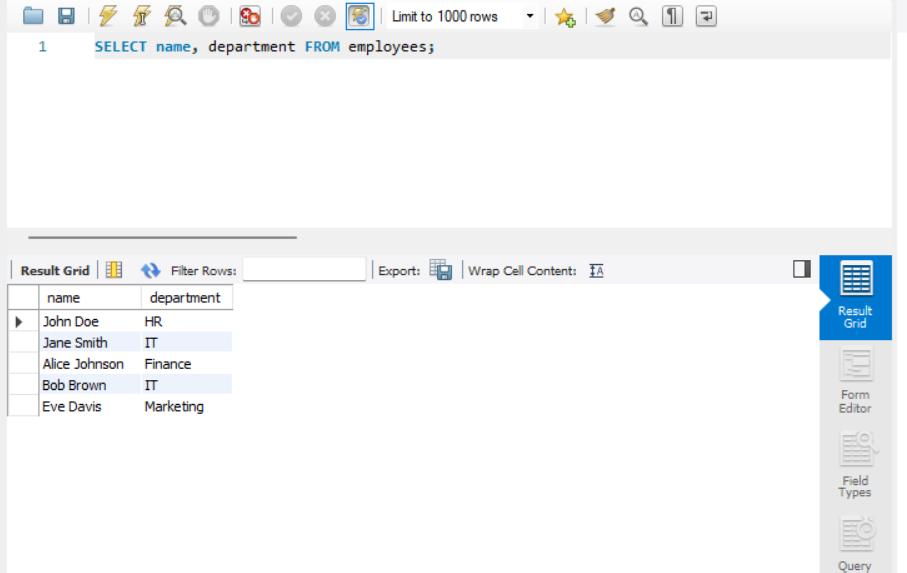 Limit to 1000 rows
1 SELECT name, department FROM employees;
Result Grid Filter Rows: Export: Wrap Cell Content: IA
name department
John Doe HR
Jane Smith IT
Alice Johnson Finance
Bob Brown IT
Eve Davis Marketing
Result
Grid
Form
Editor
Field
Types
Query